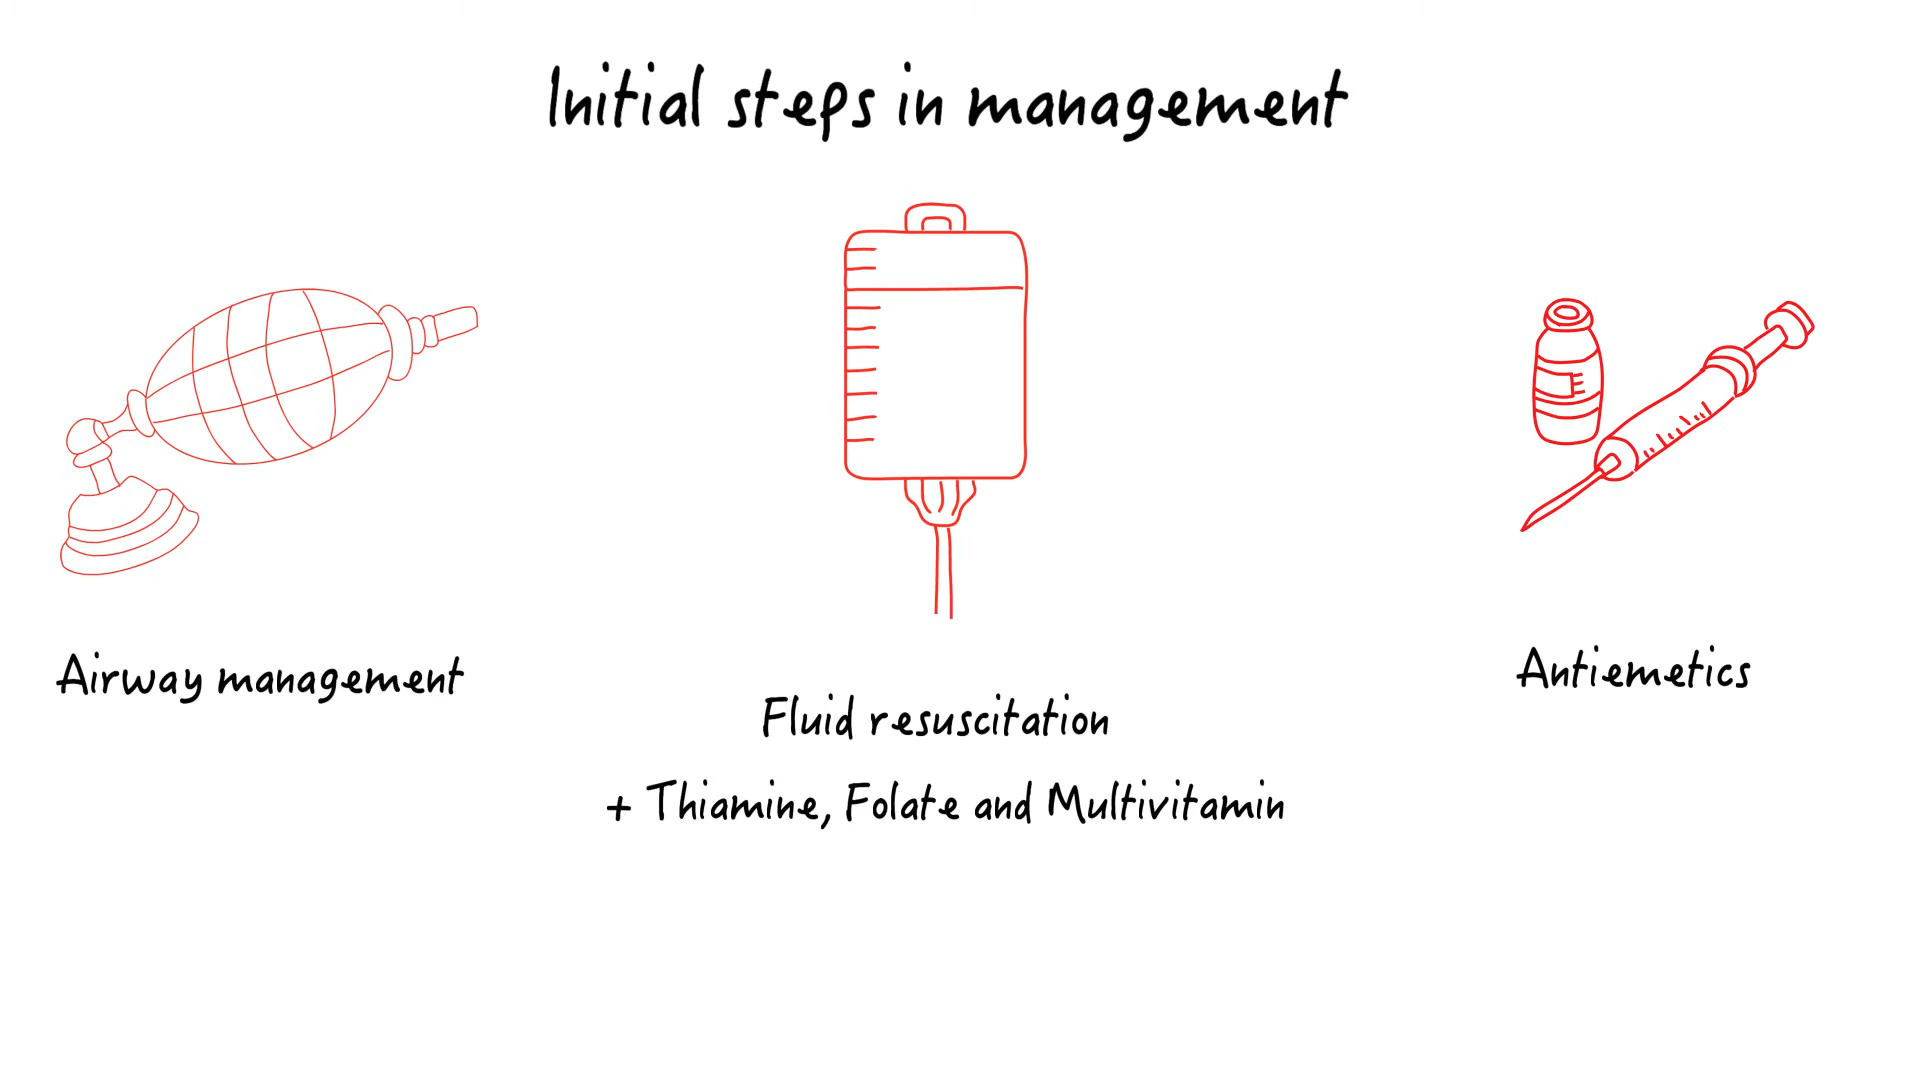 Initial steps in management
Airway management
Fluid resuscitation
+ Thiamine, Folate and Multivitamin
Antiemetics